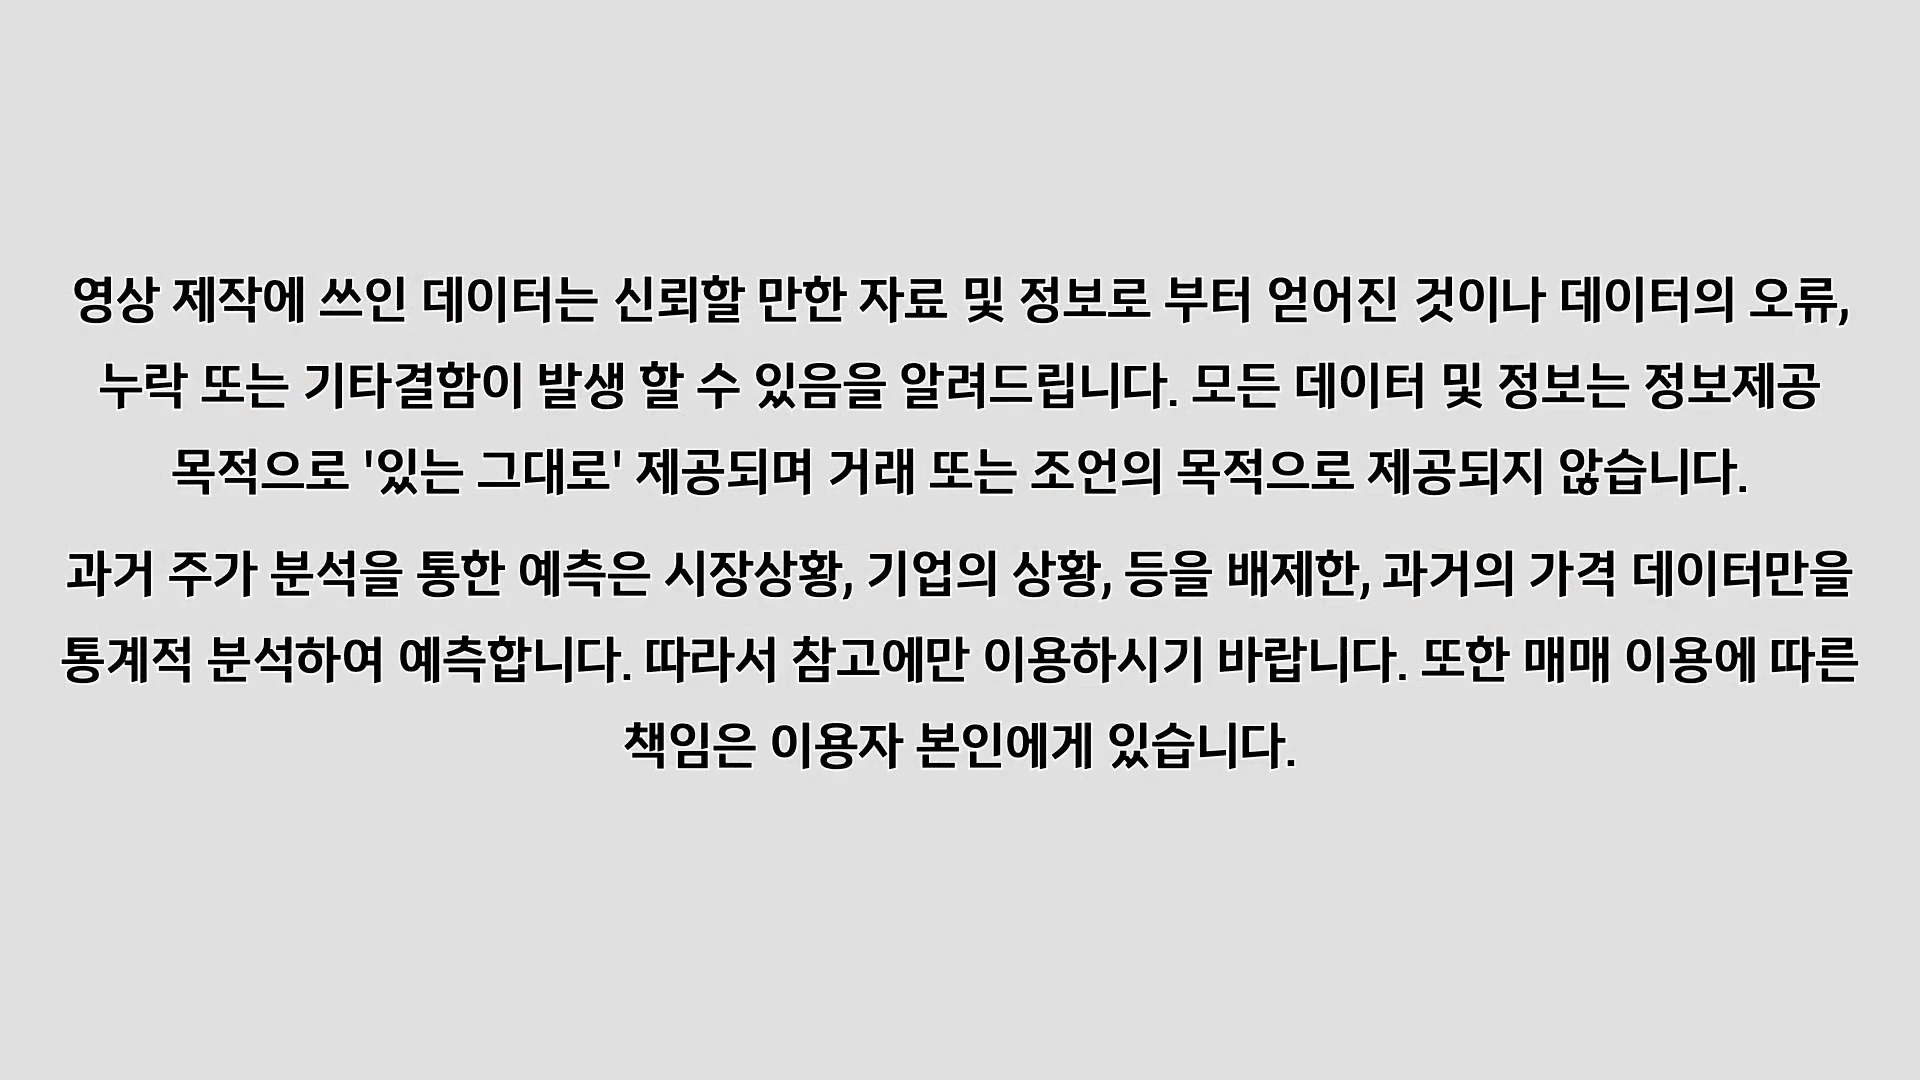 영상 제작에 쓰인 데이터는 신뢰할 만한 자료 및 정보로 부터 얻어진 것이나 데이터의 오류,
누락 또는 기타결함이 발생 할 수 있음을 알려드립니다. 모든 데이터 및 정보는 정보제공
목적으로 '있는 그대로' 제공되며 거래 또는 조언의 목적으로 제공되지 않습니다.
과거 주가 분석을 통한 예측은 시장상황, 기업의 상황, 등을 배제한, 과거의 가격 데이터만을
통계적 분석하여 예측합니다. 따라서 참고에만 이용하시기 바랍니다. 또한 매매 이용에 따른
책임은 이용자 본인에게 있습니다.